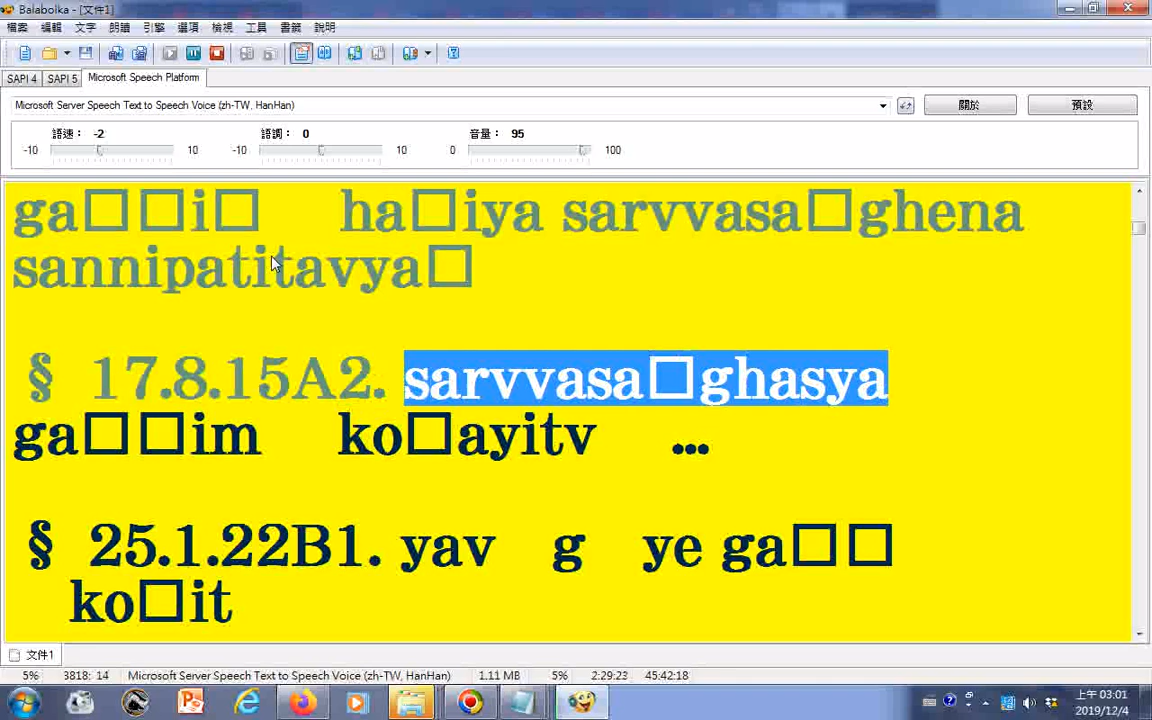 Balabolka - [文件1]
檔案 編輯 文字 朗讀 引擎 選項 檢視 工具 書籤 說明
SAPI 4 SAPI 5 Microsoft Speech Platform
Microsoft Server Speech Text to Speech Voice (zh-TW, HanHan) 關於 預設
語速： -2 語調： 0 音量： 95
-10 10 -10 10 0 100
ga□□i□ ha□iya sarvvasa□ghena
sannipatitavya□
§ 17.8.15A2. sarvvasa□ghasya
ga□□im ko□ayitv ...
§ 25.1.22B1. yav g ye ga□□
ko□it
文件1
5% 3818: 14 Microsoft Server Speech Text to Speech Voice (zh-TW, HanHan) 1.11 MB 5% 2:29:23 45:42:18
上午 03:01
2019/12/4